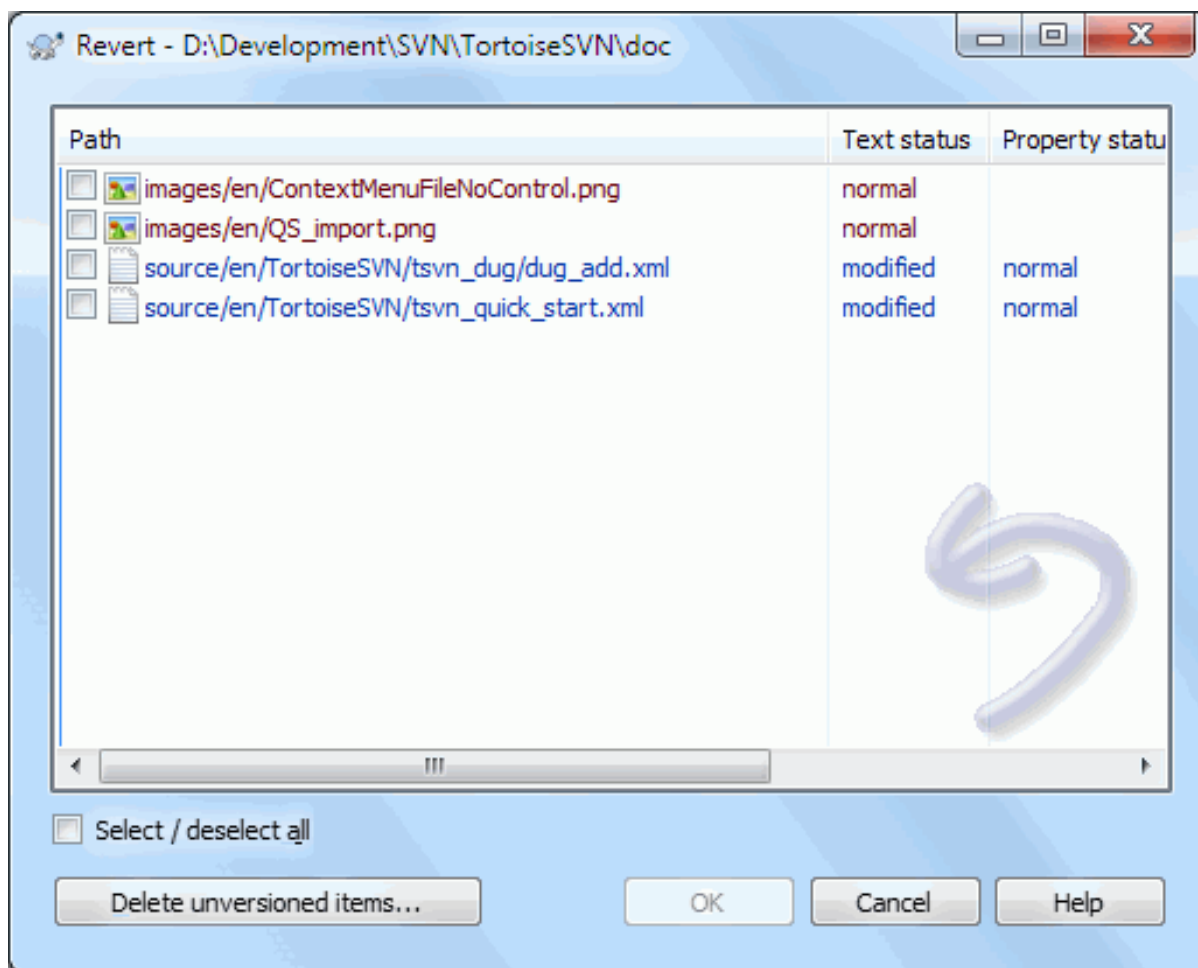 Revert - D:\Development\SVN\TortoiseSVN\doc
Path Text status Property statu
images/en/ContextMenuFileNoControl.png normal
images/en/QS_import.png normal
source/en/TortoiseSVN/tsvn_dug/dug_add.xml modified normal
source/en/TortoiseSVN/tsvn_quick_start.xml modified normal
Select / deselect all
Delete unversioned items... OK Cancel Help